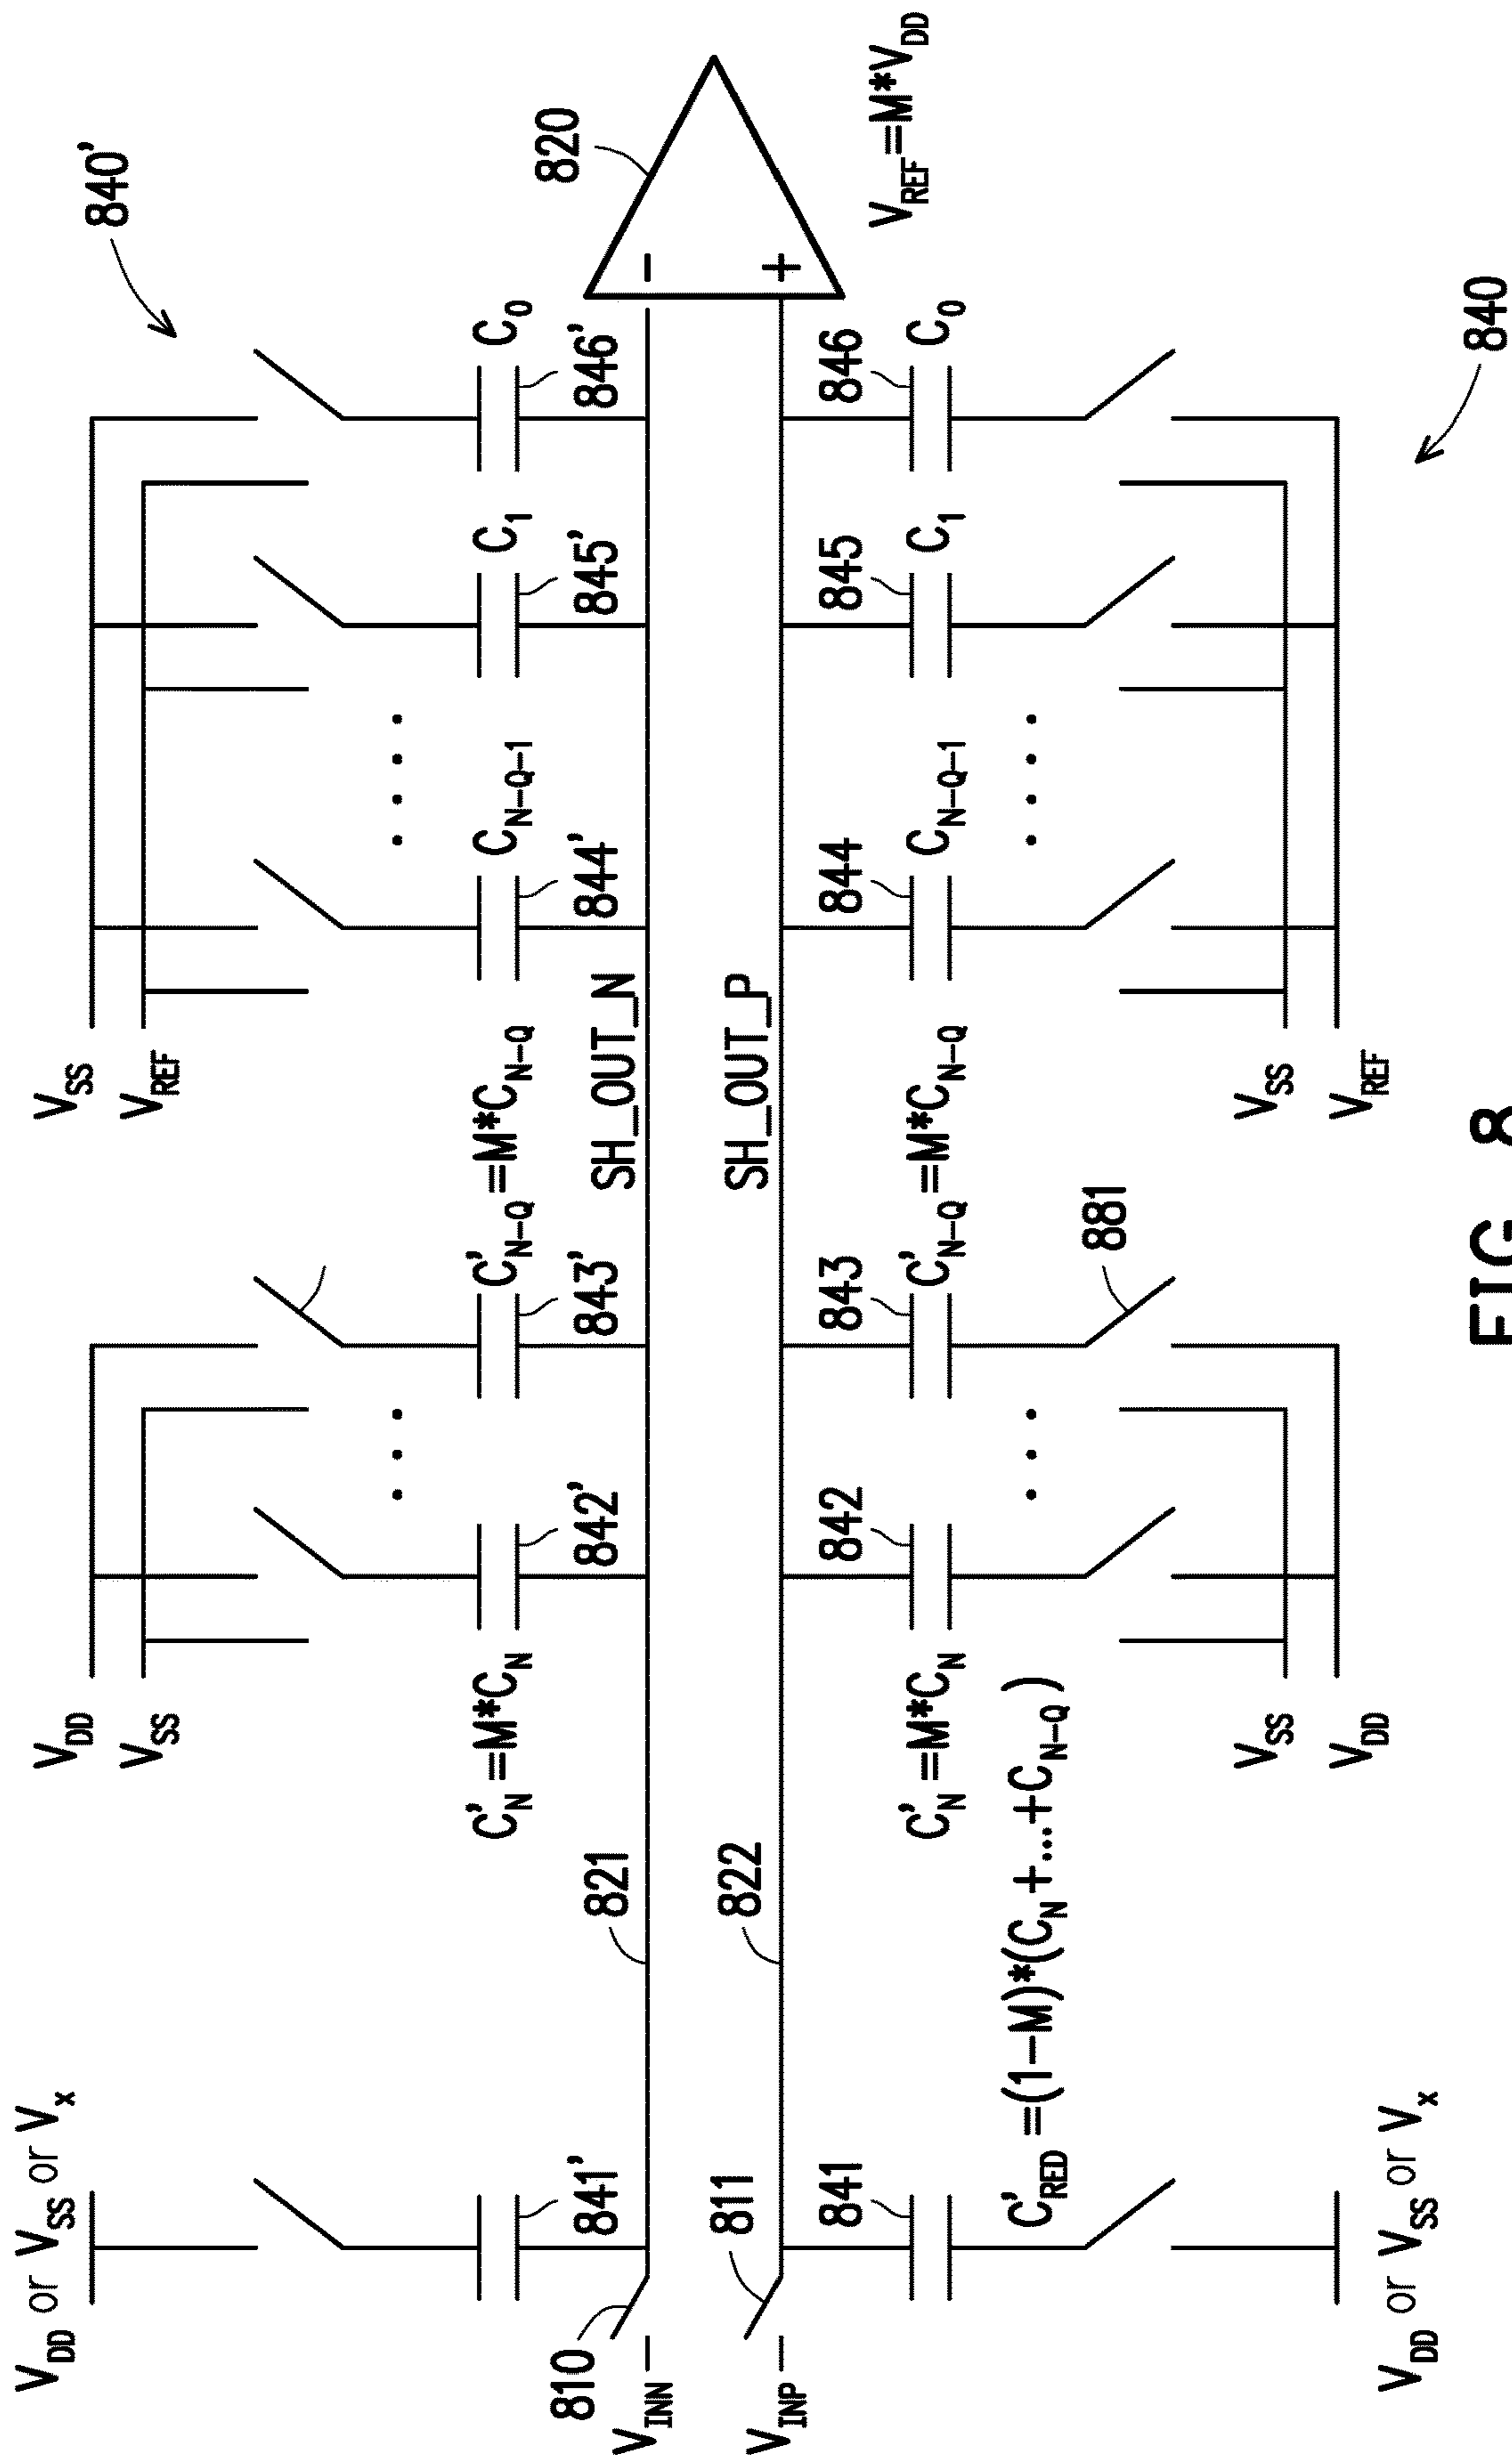 V_DD or V_SS or V_x
V_DD
V_SS
V_SS
V_REF
840'
C'_N=M*C_N
C'_N-Q=M*C_N-Q
C_N-Q-1
C_1
C_0
841'
842'
843'
844'
845'
846'
820
810
V_INN
821
SH_OUT_N
−
811
V_INP
822
SH_OUT_P
+
V_REF=M*V_DD
841
842
843
844
845
846
C'_N=M*C_N
C'_N-Q=M*C_N-Q
C_N-Q-1
C_1
C_0
C'_RED=(1−M)*(C_N+...+C_N-Q)
881
V_SS
V_DD
V_SS
V_REF
V_DD or V_SS or V_x
840
FIG. 8